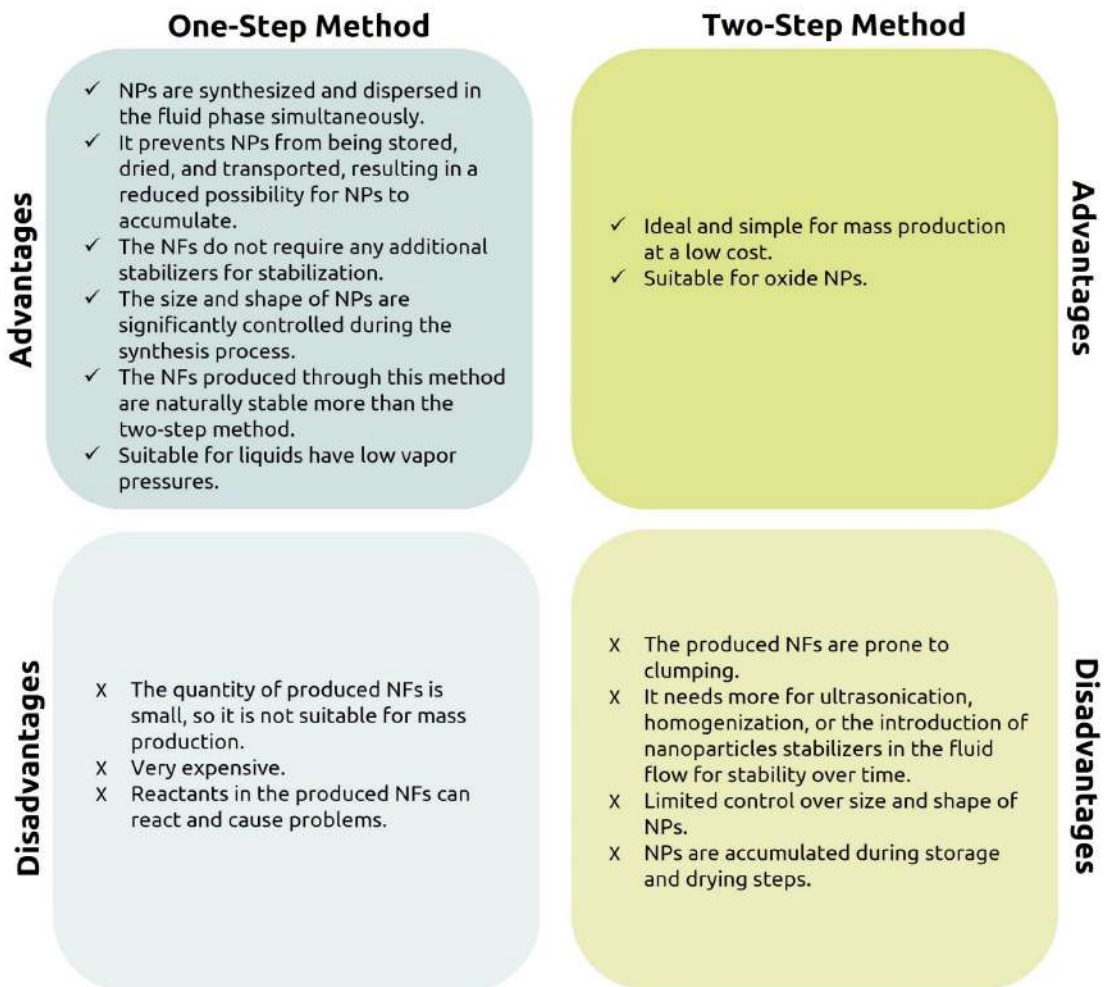 One-Step Method
Two-Step Method
Advantages
✓ NPs are synthesized and dispersed in
the fluid phase simultaneously.
✓ It prevents NPs from being stored,
dried, and transported, resulting in a
reduced possibility for NPs to
accumulate.
✓ The NFs do not require any additional
stabilizers for stabilization.
✓ The size and shape of NPs are
significantly controlled during the
synthesis process.
✓ The NFs produced through this method
are naturally stable more than the
two-step method.
✓ Suitable for liquids have low vapor
pressures.
✓ Ideal and simple for mass production
at a low cost.
✓ Suitable for oxide NPs.
Advantages
Disadvantages
X The quantity of produced NFs is
small, so it is not suitable for mass
production.
X Very expensive.
X Reactants in the produced NFs can
react and cause problems.
X The produced NFs are prone to
clumping.
X It needs more for ultrasonication,
homogenization, or the introduction of
nanoparticles stabilizers in the fluid
flow for stability over time.
X Limited control over size and shape of
NPs.
X NPs are accumulated during storage
and drying steps.
Disadvantages